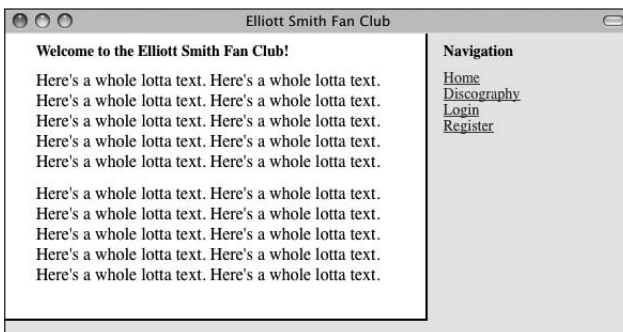 Elliott Smith Fan Club
Welcome to the Elliott Smith Fan Club!
Here's a whole lotta text. Here's a whole lotta text.
Here's a whole lotta text. Here's a whole lotta text.
Here's a whole lotta text. Here's a whole lotta text.
Here's a whole lotta text. Here's a whole lotta text.
Here's a whole lotta text. Here's a whole lotta text.
Here's a whole lotta text. Here's a whole lotta text.
Here's a whole lotta text. Here's a whole lotta text.
Here's a whole lotta text. Here's a whole lotta text.
Here's a whole lotta text. Here's a whole lotta text.
Here's a whole lotta text. Here's a whole lotta text.
Navigation
Home
Discography
Login
Register